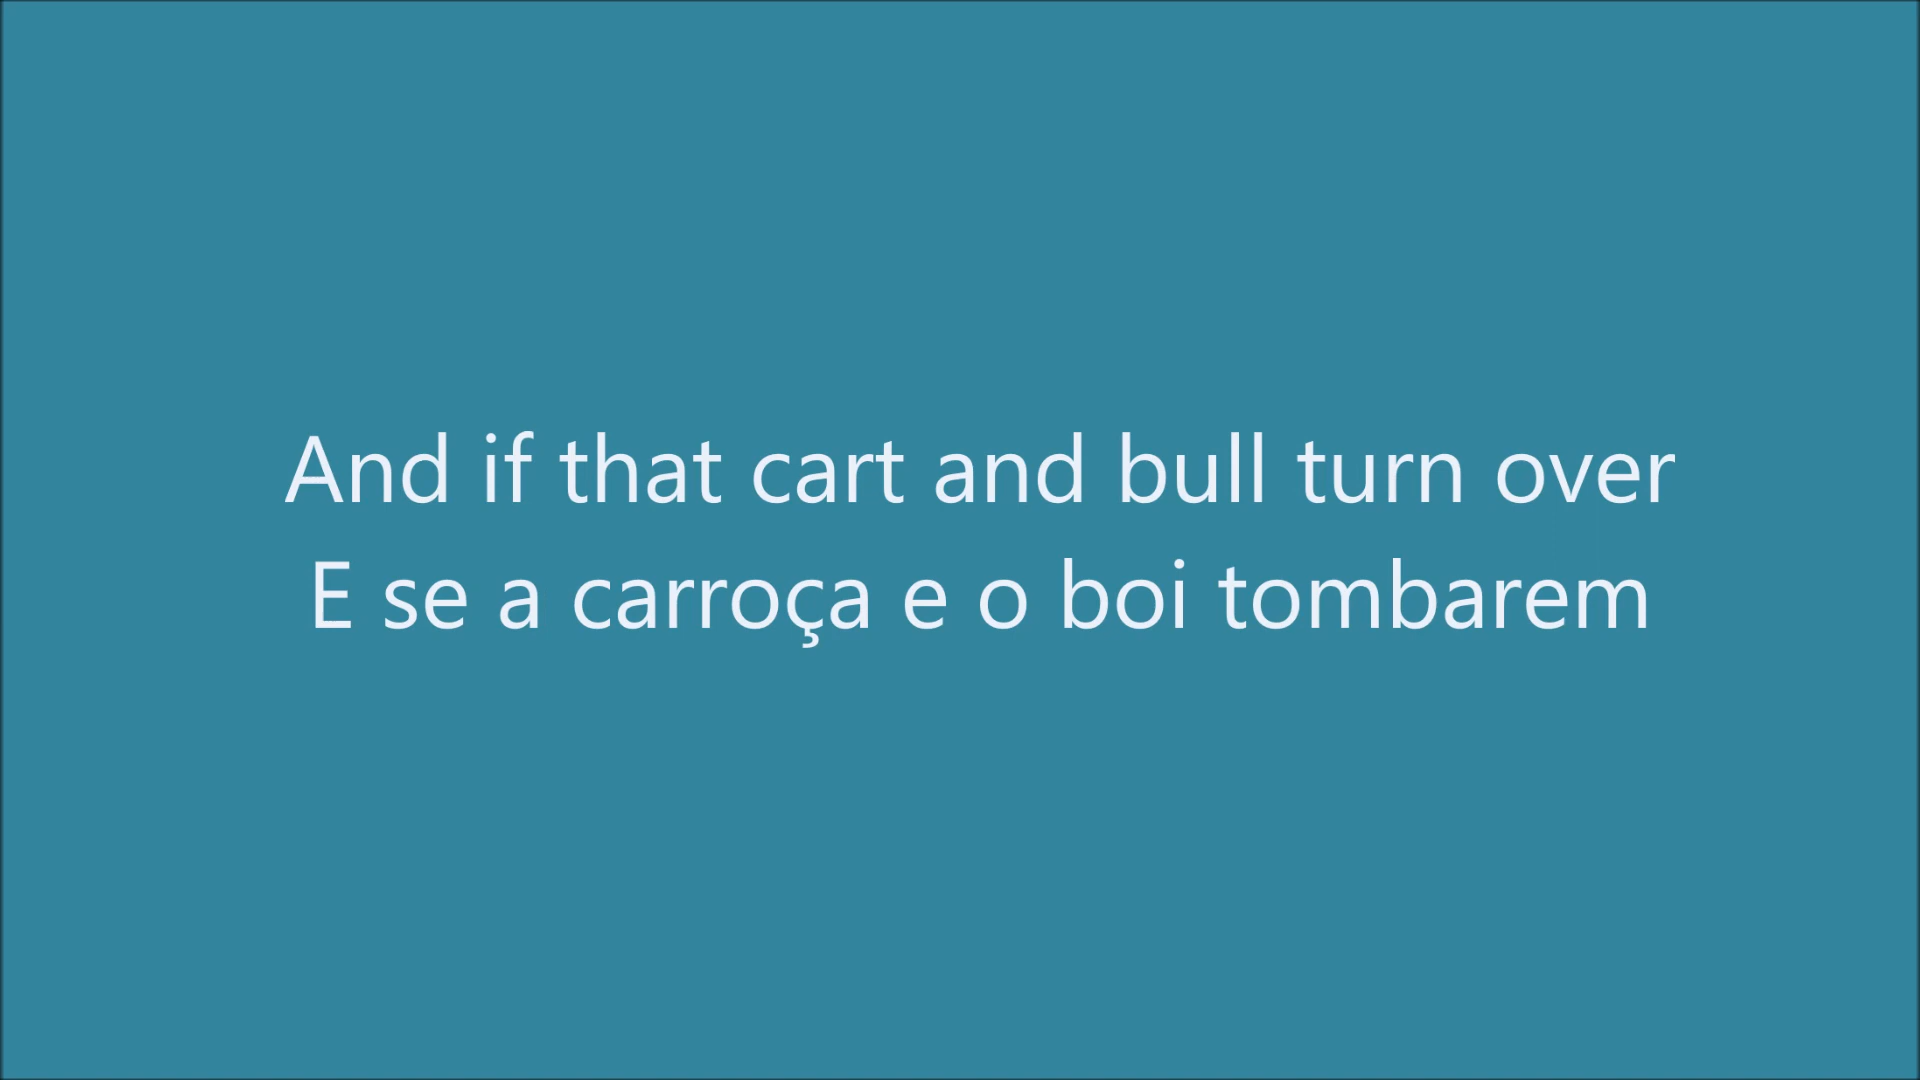 And if that cart and bull turn over
E se a carroça e o boi tombarem